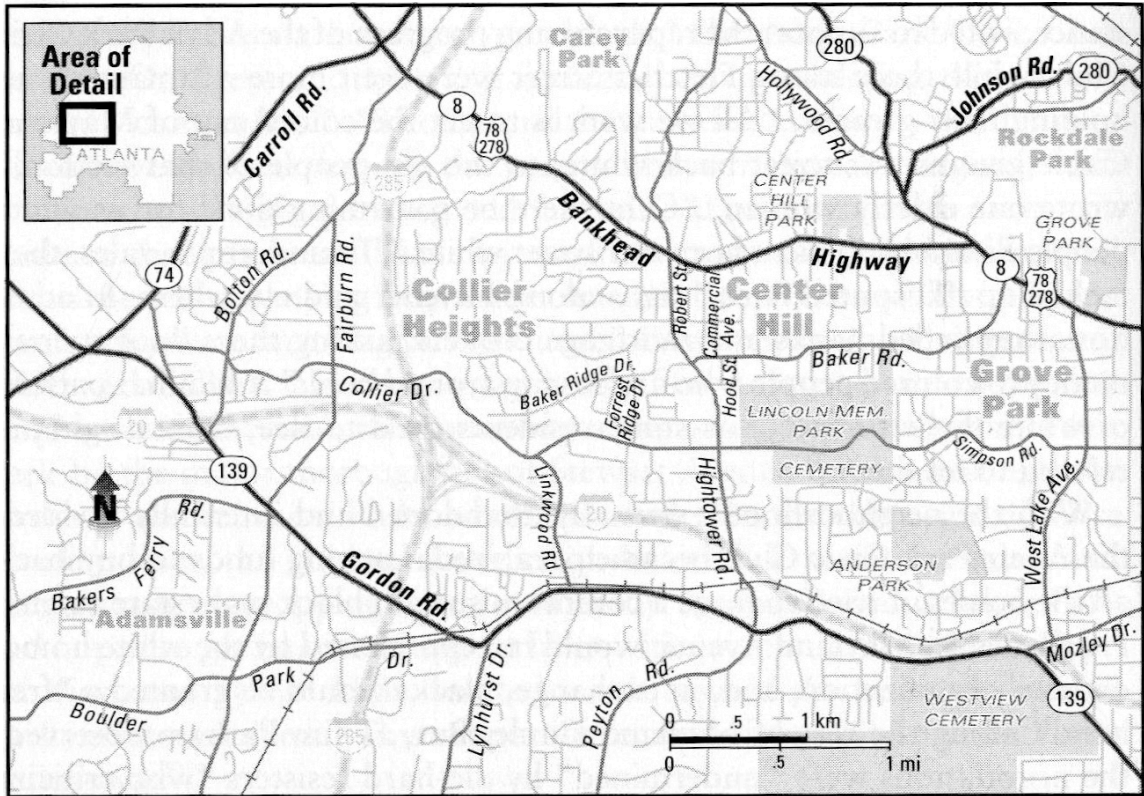 Area of
Detail
ATLANTA
Carey
Park
280
Johnson Rd.
280
Hollywood Rd.
Rockdale
Park
Carroll Rd.
8
78
278
285
CENTER
HILL
PARK
GROVE
PARK
74
Bolton Rd.
Fairburn Rd.
Bankhead
Highway
8
78
278
Collier
Heights
Robert St.
Commercial
Ave.
Center
Hill
Collier Dr.
Baker Ridge Dr.
Forrest
Ridge Dr
Hood St.
Baker Rd.
Grove
Park
LINCOLN MEM.
PARK
CEMETERY
Simpson Rd.
20
139
N
Linkwood Rd.
20
Hightower Rd.
West Lake Ave.
Bakers Ferry Rd.
Gordon Rd.
ANDERSON
PARK
Adamsville
Boulder Park Dr.
Lynhurst Dr.
Peyton Rd.
Mozley Dr.
WESTVIEW
CEMETERY
139
285
0 .5 1 km
0 .5 1 mi